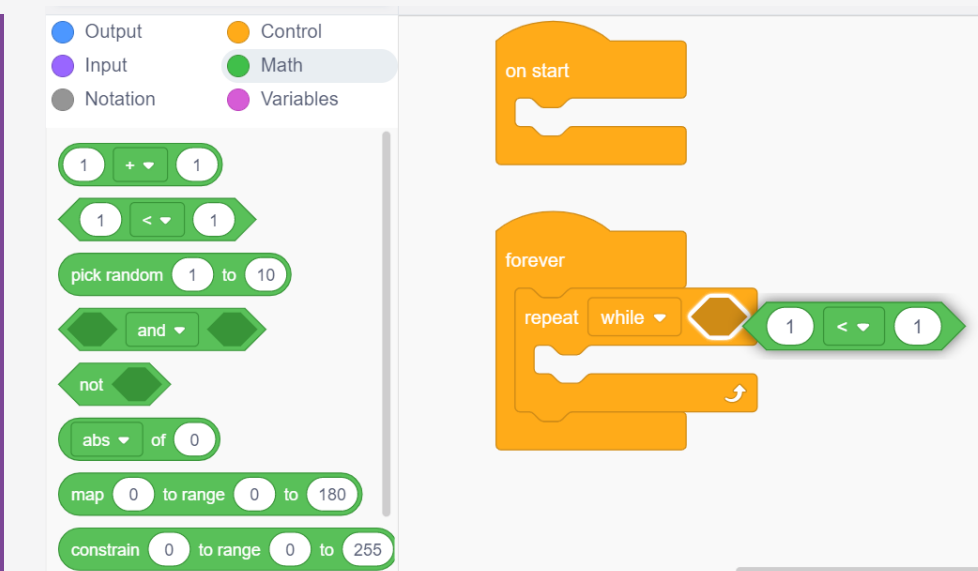 Output Control
Input Math
Notation Variables
1 + 1
1 < 1
pick random 1 to 10
and
not
abs of 0
map 0 to range 0 to 180
constrain 0 to range 0 to 255
on start
forever
repeat while 1 < 1